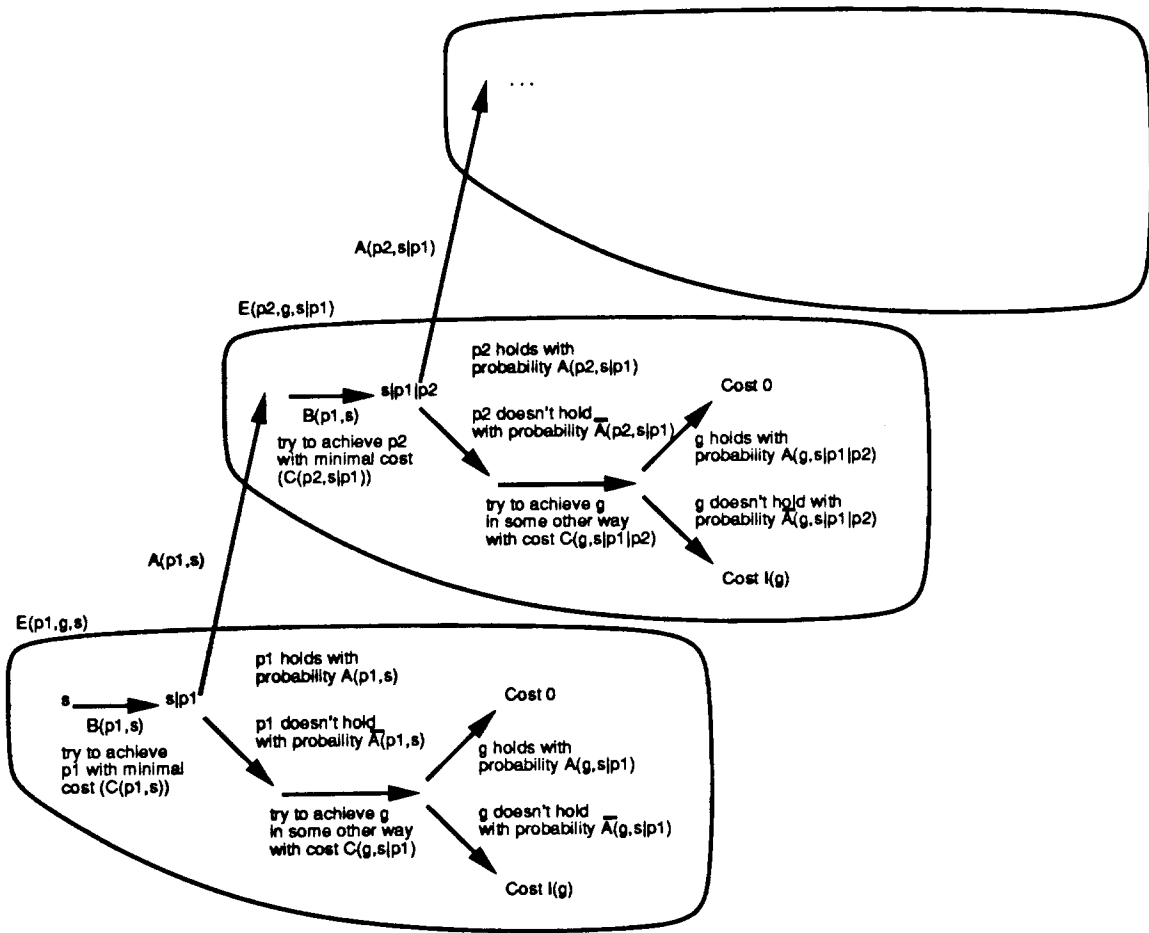 ...
A(p2,s|p1)
E(p2,g,s|p1)
p2 holds with
probability A(p2,s|p1)
s|p1|p2
Cost 0
B(p1,s)
p2 doesn't hold
with probability A̅(p2,s|p1)
try to achieve p2
with minimal cost
(C(p2,s|p1))
g holds with
probability A(g,s|p1|p2)
try to achieve g
in some other way
with cost C(g,s|p1|p2)
g doesn't hold with
probability A̅(g,s|p1|p2)
Cost I(g)
A(p1,s)
E(p1,g,s)
p1 holds with
probability A(p1,s)
s
s|p1
Cost 0
B(p1,s)
p1 doesn't hold
with probaility A̅(p1,s)
try to achieve
p1 with minimal
cost (C(p1,s))
g holds with
probability A(g,s|p1)
try to achieve g
in some other way
with cost C(g,s|p1)
g doesn't hold
with probability A̅(g,s|p1)
Cost I(g)